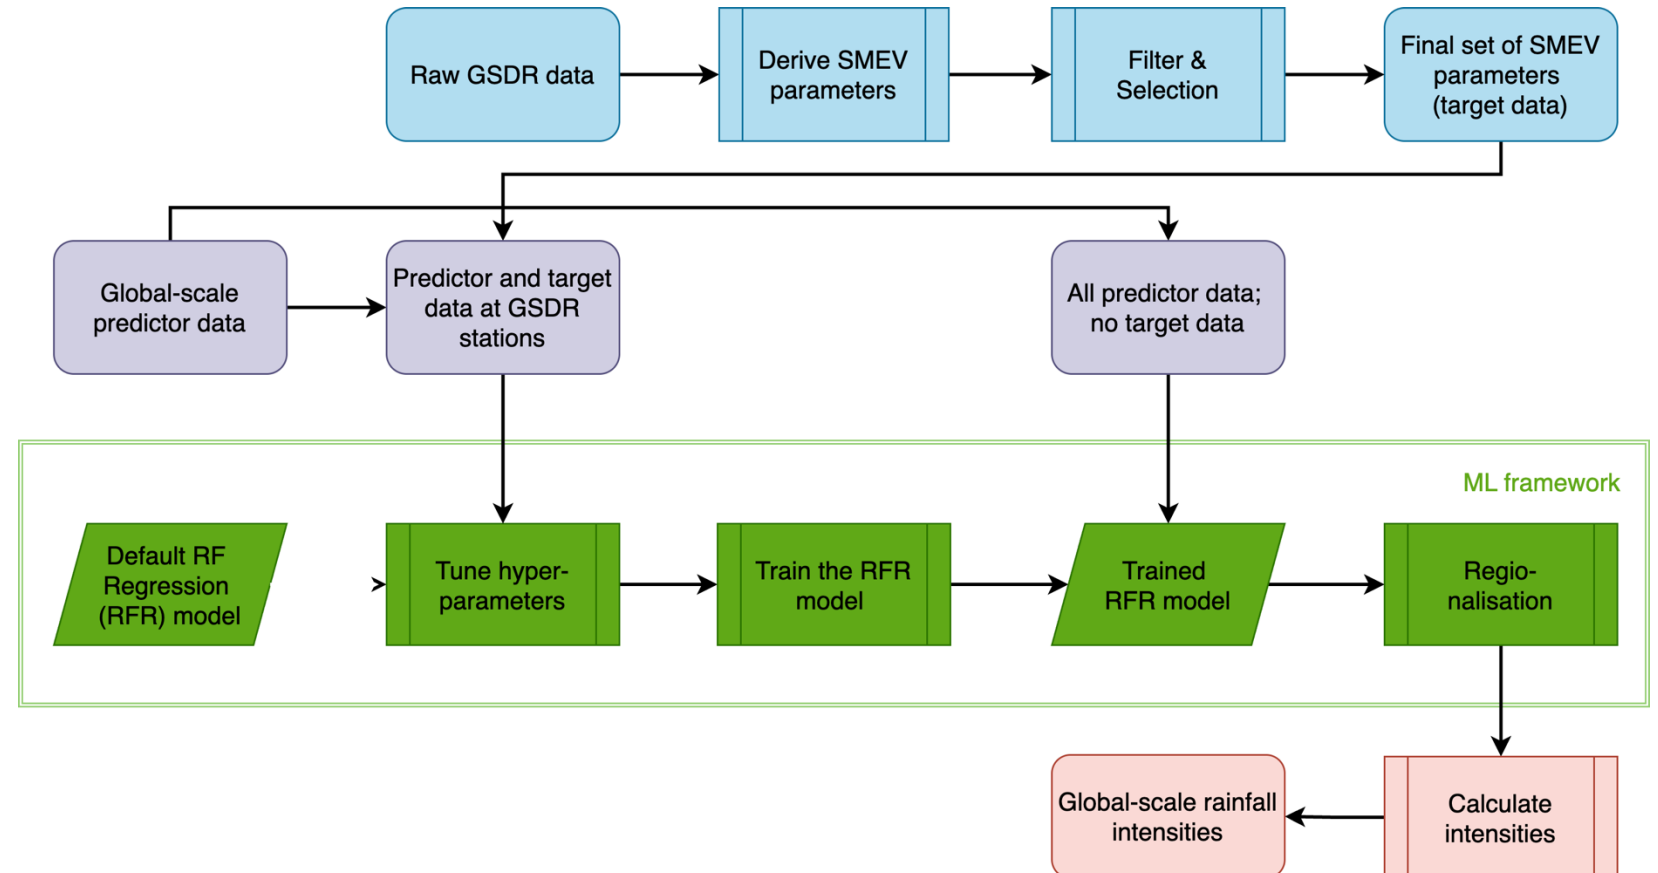 Raw GSDR data
Derive SMEV
parameters
Filter &
Selection
Final set of SMEV
parameters
(target data)
Global-scale
predictor data
Predictor and target
data at GSDR
stations
All predictor data;
no target data
ML framework
Default RF
Regression
(RFR) model
Tune hyper-
parameters
Train the RFR
model
Trained
RFR model
Regio-
nalisation
Global-scale rainfall
intensities
Calculate
intensities